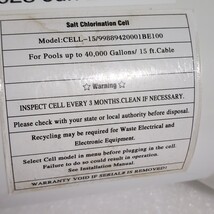 Salt Chlorination Cell
Model:CELL-15/99889420001BE100
For Pools up to 40,000 Gallons/ 15 ft.Cable
☆ Warning ☆
INSPECT CELL EVERY 3 MONTHS.CLEAN IF NECESSARY.
Please check with your state or local authority before disposal.
Recycling may be required for Waste Electrical and
Electronic Equipment.
Select Cell model in menu before plugging in the cell
Failure to do so could result in operation.
See Installation Manual.
WARRANTY VOID IF SERIALS IS REMOVED!